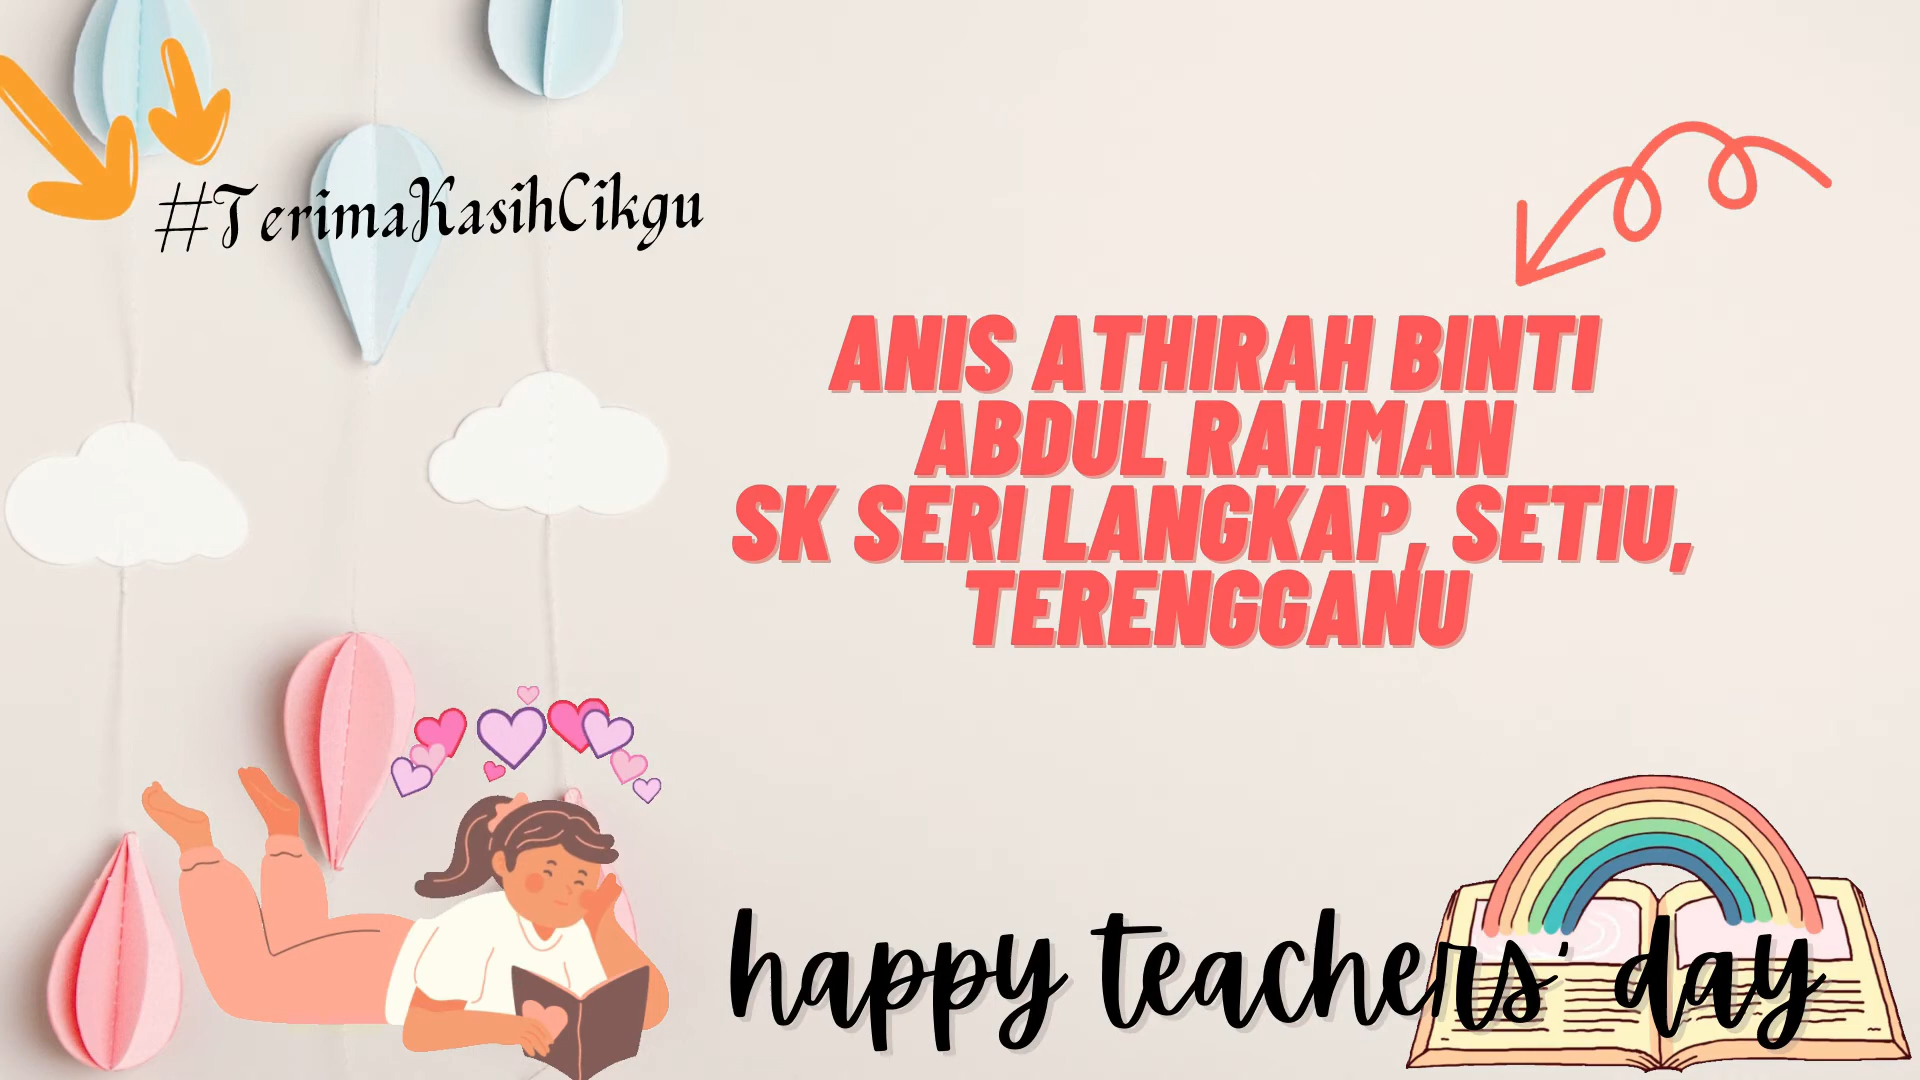 #TerimaKasihCikgu
ANIS ATHIRAH BINTI
ABDUL RAHMAN
SK SERI LANGKAP, SETIU,
TERENGGANU
happy teachers' day